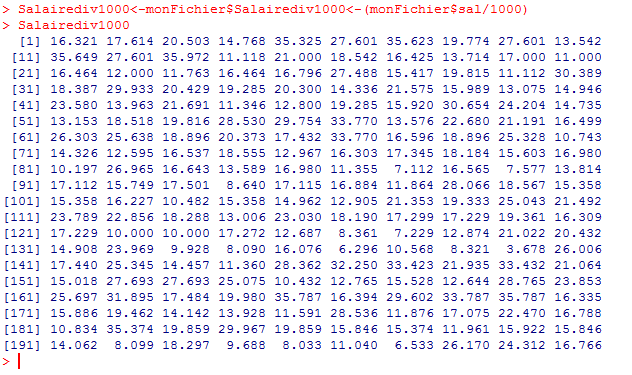 > Salairediv1000<-monFichier$Salairediv1000<-(monFichier$sal/1000)
> Salairediv1000
[1] 16.321 17.614 20.503 14.768 35.325 27.601 35.623 19.774 27.601 13.542
[11] 35.649 27.601 35.972 11.118 21.000 18.542 16.425 13.714 17.000 11.000
[21] 16.464 12.000 11.763 16.464 16.796 27.488 15.417 19.815 11.112 30.389
[31] 18.387 29.933 20.429 19.285 20.300 14.336 21.575 15.989 13.075 14.946
[41] 23.580 13.963 21.691 11.346 12.800 19.285 15.920 30.654 24.204 14.735
[51] 13.153 18.518 19.816 28.530 29.754 33.770 13.576 22.680 21.191 16.499
[61] 26.303 25.638 18.896 20.373 17.432 33.770 16.596 18.896 25.328 10.743
[71] 14.326 12.595 16.537 18.555 12.967 16.303 17.345 18.184 15.603 16.980
[81] 10.197 26.965 16.643 13.589 16.980 11.355 7.112 16.565 7.577 13.814
[91] 17.112 15.749 17.501 8.640 17.115 16.884 11.864 28.066 18.567 15.358
[101] 15.358 16.227 10.482 15.358 14.962 12.905 21.353 19.333 25.043 21.492
[111] 23.789 22.856 18.288 13.006 23.030 18.190 17.299 17.229 19.361 16.309
[121] 17.229 10.000 10.000 17.272 12.687 8.361 7.229 12.874 21.022 20.432
[131] 14.908 23.969 9.928 8.090 16.076 6.296 10.568 8.321 3.678 26.006
[141] 17.440 25.345 14.457 11.360 28.362 32.250 33.423 21.935 33.432 21.064
[151] 15.018 27.693 27.693 25.075 10.432 12.765 15.528 12.644 28.765 23.853
[161] 25.697 31.895 17.484 19.980 35.787 16.394 29.602 33.787 35.787 16.335
[171] 15.886 19.462 14.142 13.928 11.591 28.536 11.876 17.075 22.470 16.788
[181] 10.834 35.374 19.859 29.967 19.859 15.846 15.374 11.961 15.922 15.846
[191] 14.062 8.099 18.297 9.688 8.033 11.040 6.533 26.170 24.312 16.766
>